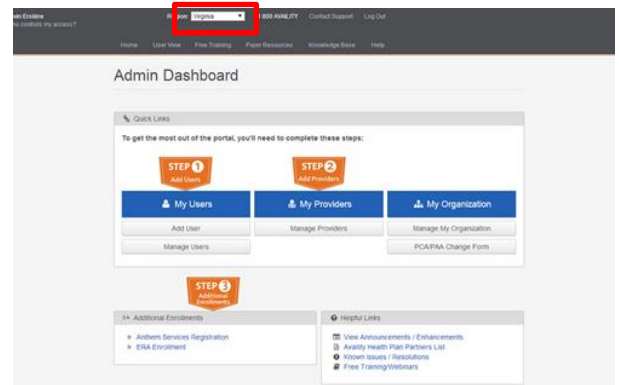 Region: Virginia 800 AVAILITY Contact Support Log Out
controls my access?
Home User View Free Training Payer Resources Knowledge Base Help
Admin Dashboard
Quick Links
To get the most out of the portal, you'll need to complete these steps:
STEP 1 STEP 2
Add Users Add Providers
My Users My Providers My Organization
Add User Manage Providers Manage My Organization
Manage Users PCA/PAA Change Form
STEP 3
Additional
Enrollments
Additional Enrollments Helpful Links
Anthem Services Registration View Announcements / Enhancements
ERA Enrollment Availity Health Plan Partners List
Known Issues / Resolutions
Free Training/Webinars